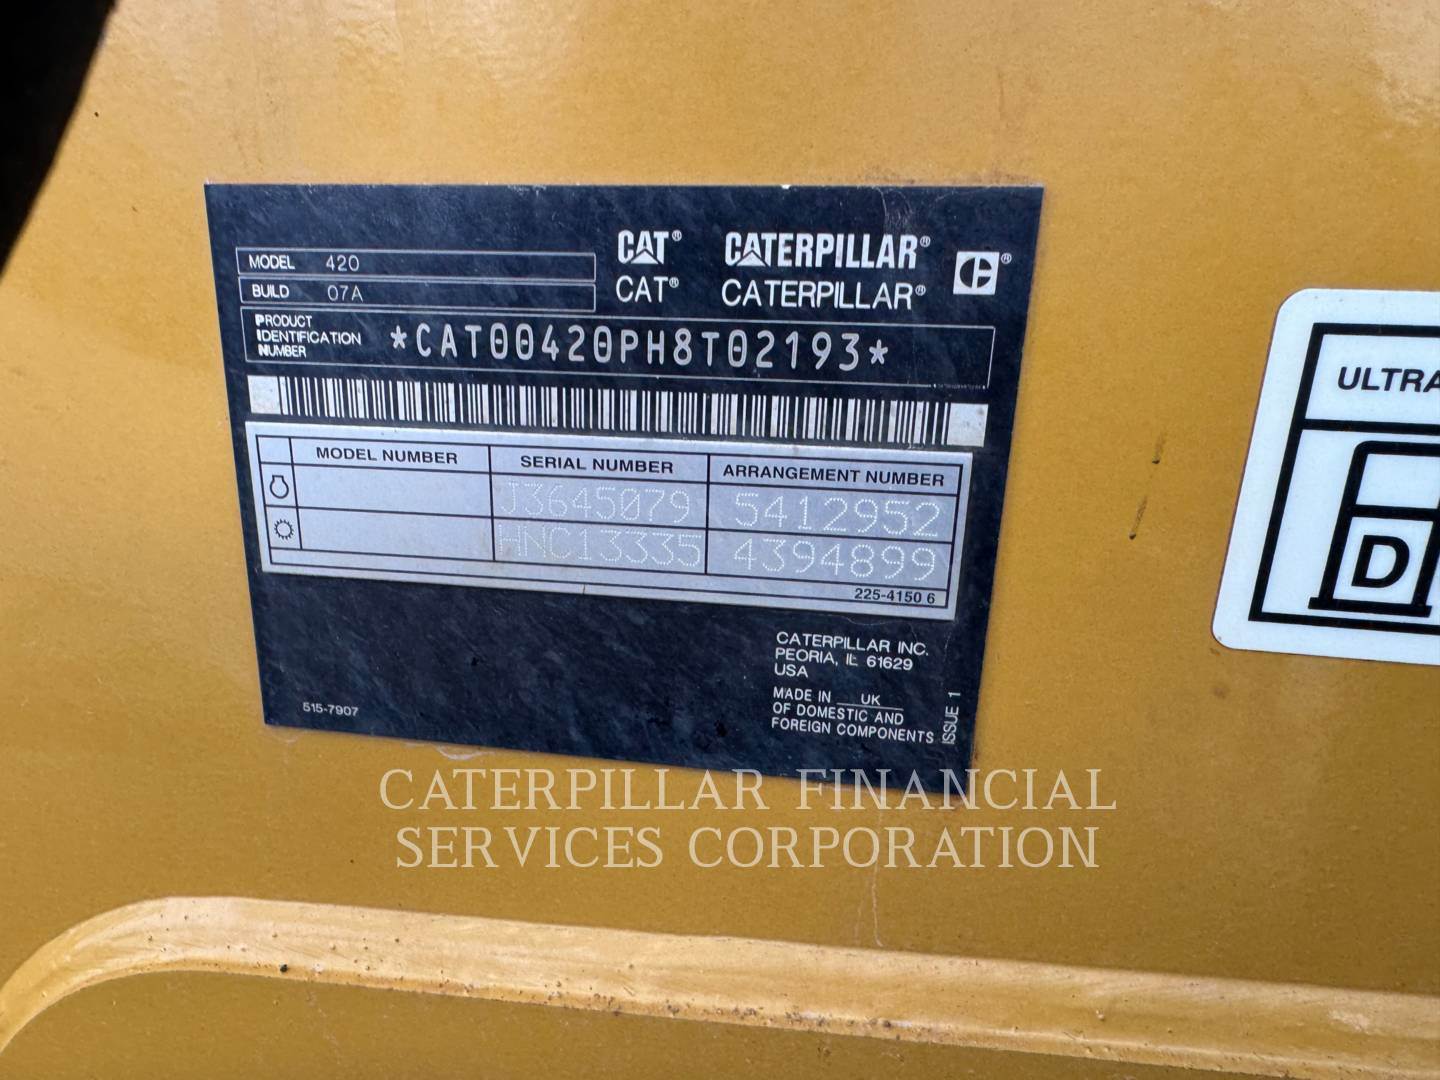 CAT® CATERPILLAR®
CAT® CATERPILLAR®
MODEL 420
BUILD 07A
PRODUCT
IDENTIFICATION
NUMBER
*CAT00420PH8T02193*
MODEL NUMBER SERIAL NUMBER ARRANGEMENT NUMBER
J3645079 5412952
HNC13335 4394899
225-4150 6
CATERPILLAR INC.
PEORIA, IL 61629
USA
MADE IN UK
OF DOMESTIC AND
FOREIGN COMPONENTS
ISSUE 1
515-7907
ULTRA
D
CATERPILLAR FINANCIAL
SERVICES CORPORATION